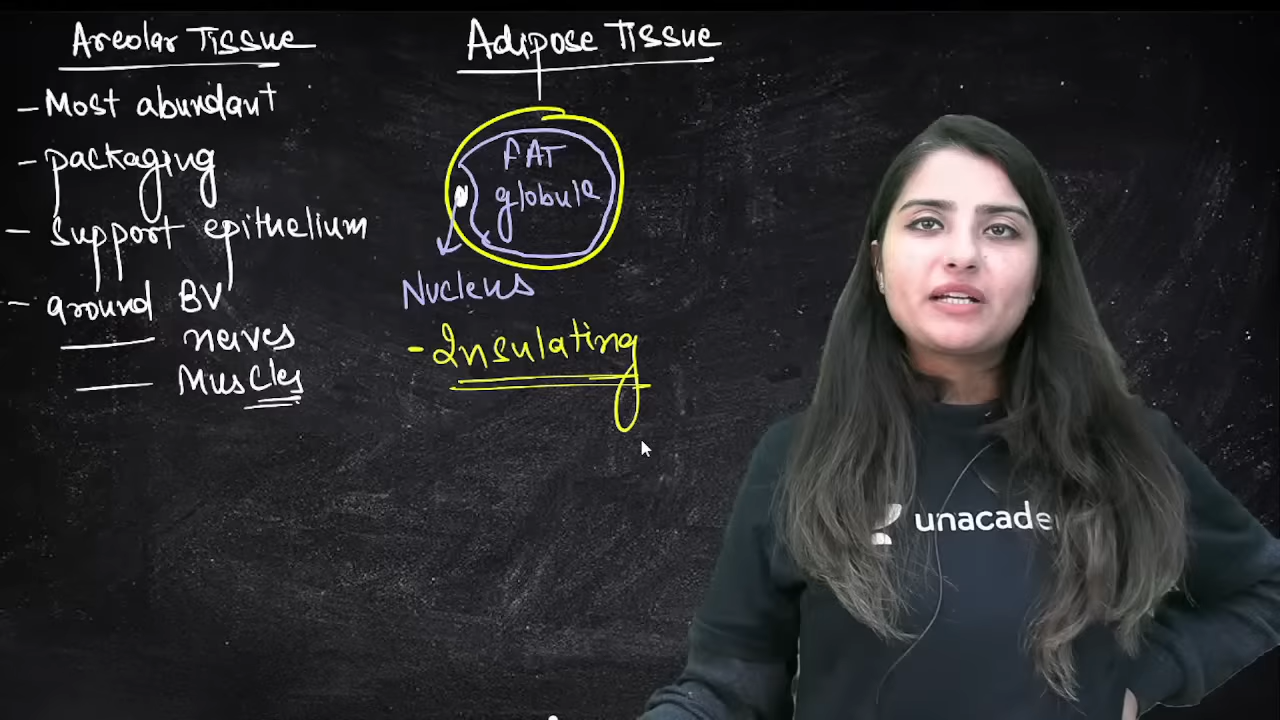 Areolar Tissue
- Most abundant
- packaging
- support epithelium
- around BV
nerves
Muscles
Adipose Tissue
FAT
globule
Nucleus
- Insulating
unacade